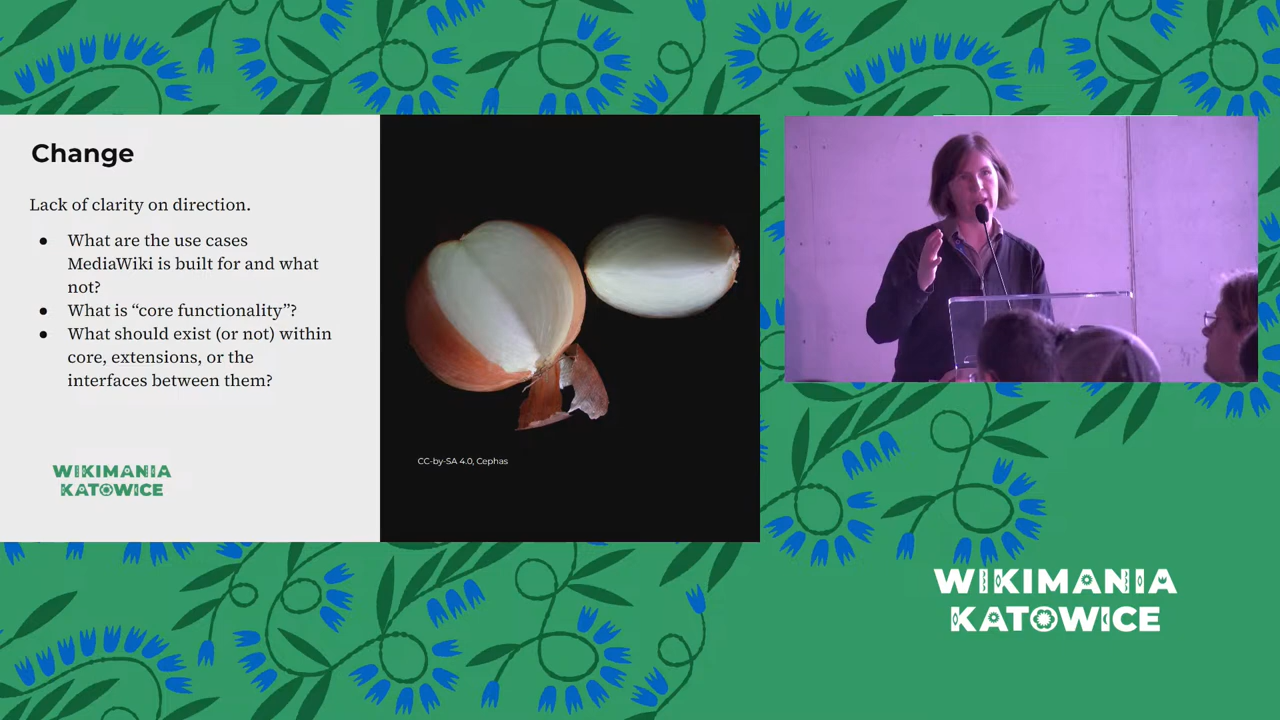 Change
Lack of clarity on direction.
● What are the use cases
MediaWiki is built for and what
not?
● What is “core functionality”?
● What should exist (or not) within
core, extensions, or the
interfaces between them?
WIKIMANIA
KATOWICE
CC-by-SA 4.0, Cephas
WIKIMANIA
KATOWICE